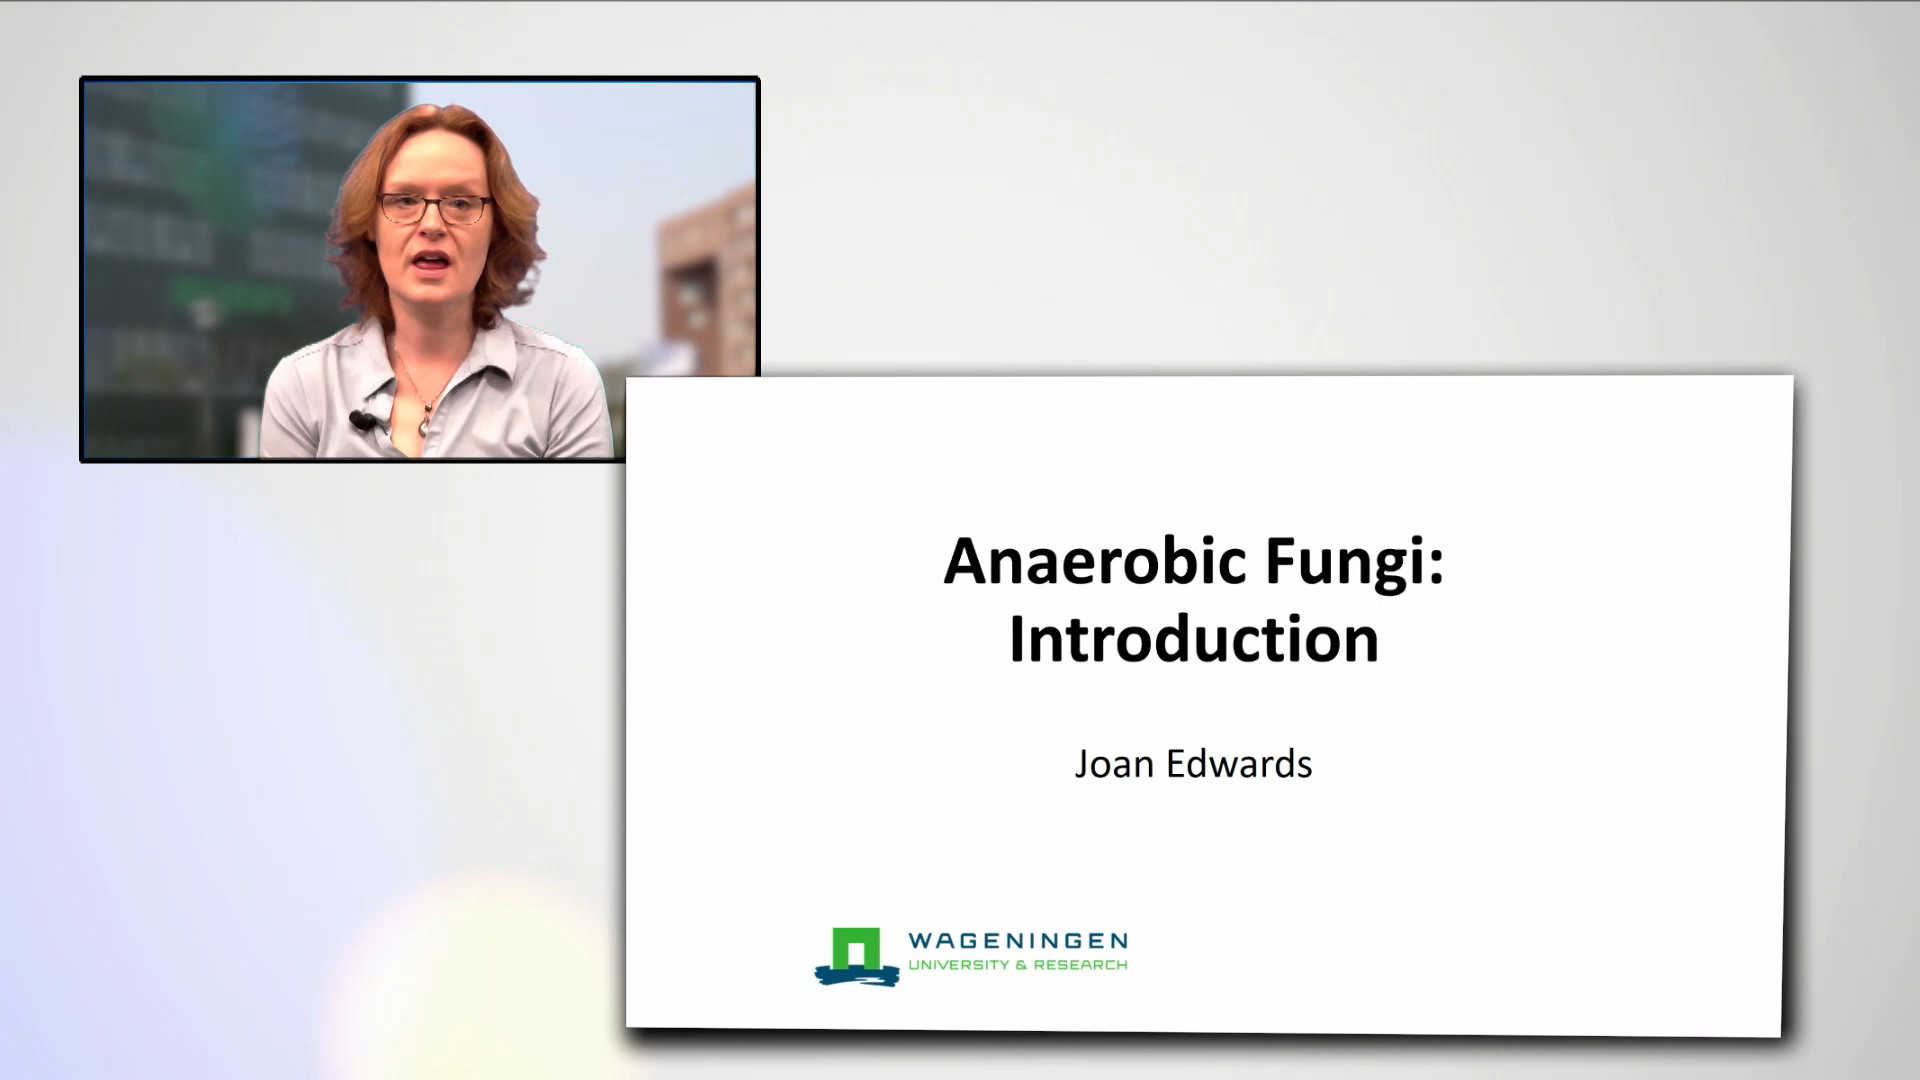 Anaerobic Fungi:
Introduction
Joan Edwards
WAGENINGEN
UNIVERSITY & RESEARCH